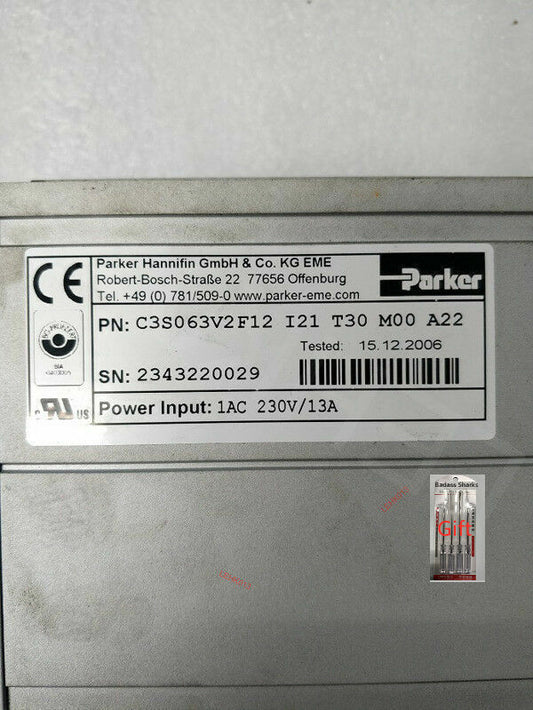 Parker Hannifin GmbH & Co. KG EME
Robert-Bosch-Straße 22 77656 Offenburg
Tel. +49 (0) 781/509-0 www.parker-eme.com
Parker
CE
PN: C3S063V2F12 I21 T30 M00 A22
Tested: 15.12.2006
SN: 2343220029
Power Input: 1AC 230V/13A
US
Badass Sharks
Gift